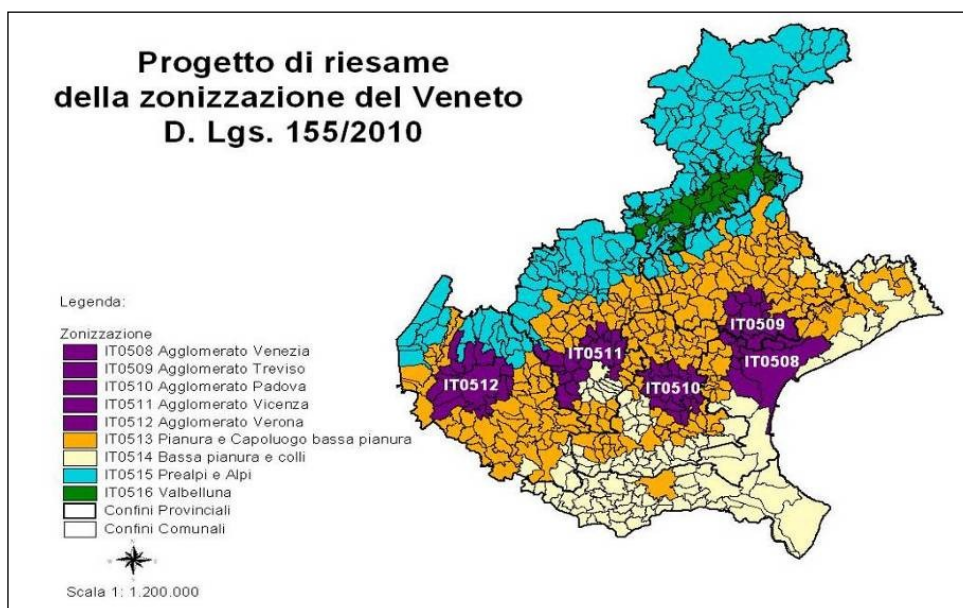 Progetto di riesame
della zonizzazione del Veneto
D. Lgs. 155/2010
Legenda:
Zonizzazione
IT0508 Agglomerato Venezia
IT0509 Agglomerato Treviso
IT0510 Agglomerato Padova
IT0511 Agglomerato Vicenza
IT0512 Agglomerato Verona
IT0513 Pianura e Capoluogo bassa pianura
IT0514 Bassa pianura e colli
IT0515 Prealpi e Alpi
IT0516 Valbelluna
Confini Provinciali
Confini Comunali
Scala 1: 1.200.000
IT0509
IT0508
IT0511
IT0512
IT0510